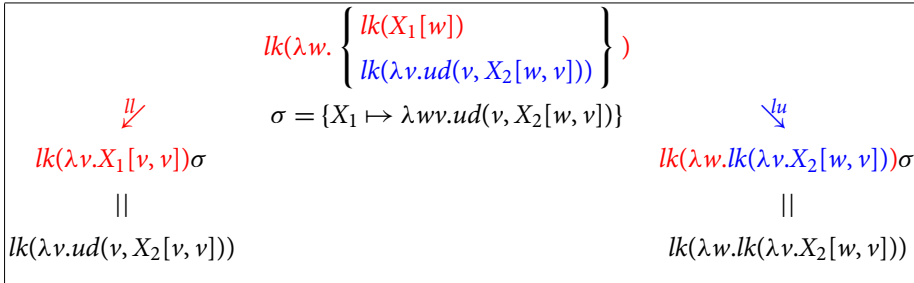 lk(λw. { lk(X₁[w])
lk(λv.ud(v, X₂[w, v])) } )
σ = {X₁ ↦ λwv.ud(v, X₂[w, v])}
ll
lu
lk(λv.X₁[v, v])σ
lk(λw.lk(λv.X₂[w, v]))σ
||
||
lk(λv.ud(v, X₂[v, v]))
lk(λw.lk(λv.X₂[w, v]))